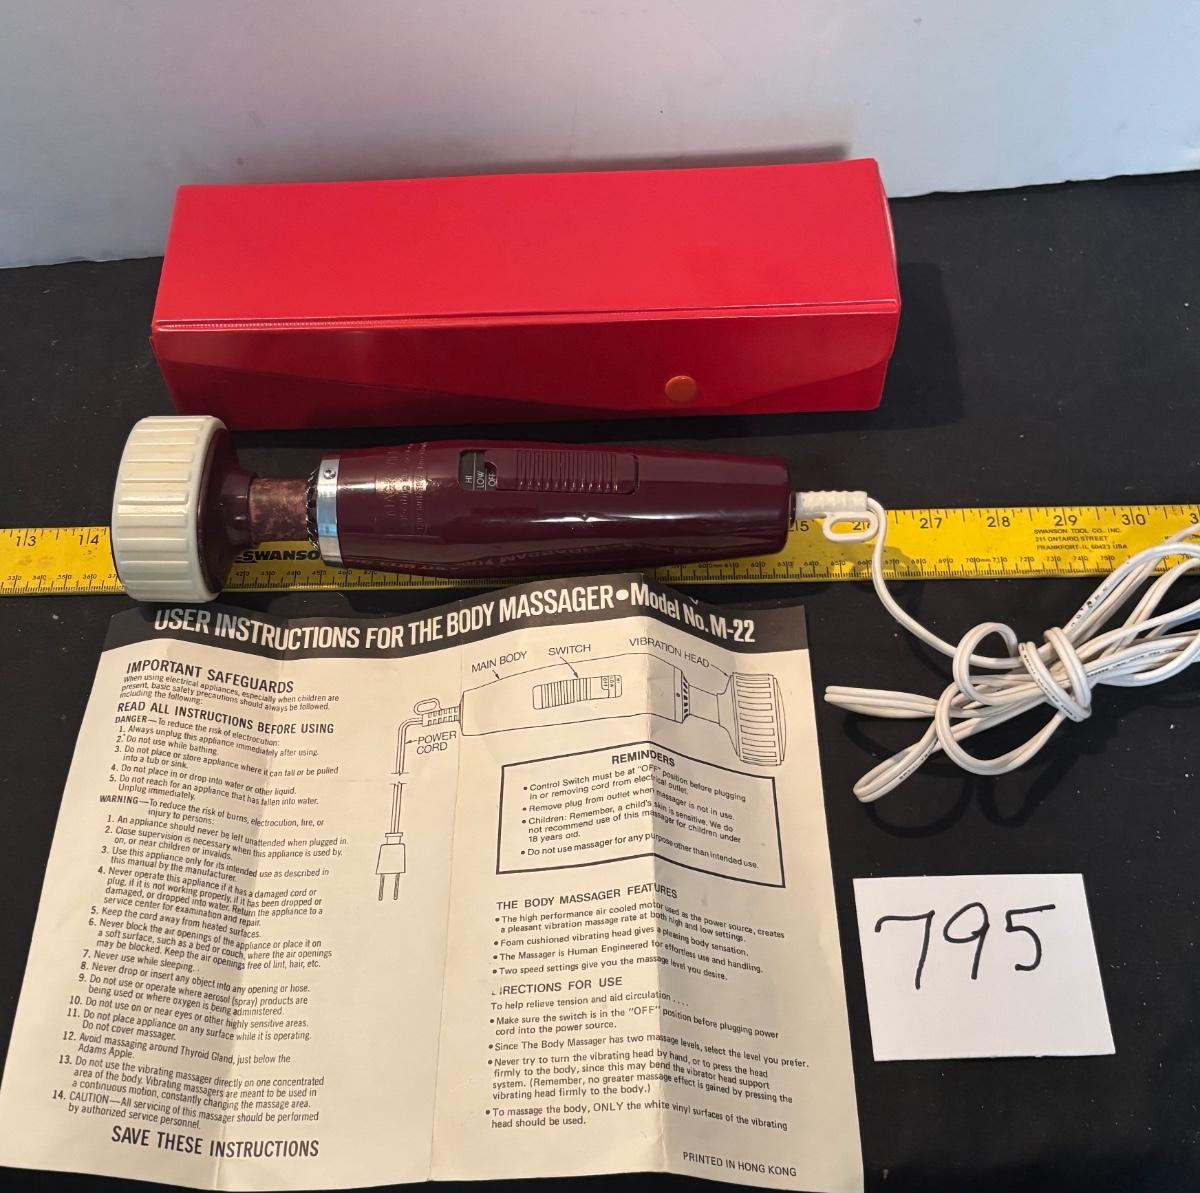 HI
LOW
OFF
13
14
SWANSON
27
28
29
30
SWANSON TOOL CO., INC.
211 ONTARIO STREET
FRANKFORT, IL 60423 USA
USER INSTRUCTIONS FOR THE BODY MASSAGER•Model No. M-22
IMPORTANT SAFEGUARDS
When using electrical appliances, especially when children are
present, basic safety precautions should always be followed,
including the following:
READ ALL INSTRUCTIONS BEFORE USING
DANGER—To reduce the risk of electrocution:
1. Always unplug this appliance immediately after using.
2. Do not use while bathing.
3. Do not place or store appliance where it can fall or be pulled
into a tub or sink.
4. Do not place in or drop into water or other liquid.
5. Do not reach for an appliance that has fallen into water.
Unplug immediately.
WARNING—To reduce the risk of burns, electrocution, fire, or
injury to persons:
1. An appliance should never be left unattended when plugged in.
2. Close supervision is necessary when this appliance is used by,
on, or near children or invalids.
3. Use this appliance only for its intended use as described in
this manual by the manufacturer.
4. Never operate this appliance if it has a damaged cord or
plug, if it is not working properly, if it has been dropped or
damaged, or dropped into water. Return the appliance to a
service center for examination and repair.
5. Keep the cord away from heated surfaces.
6. Never block the air openings of the appliance or place it on
a soft surface, such as a bed or couch, where the air openings
may be blocked. Keep the air openings free of lint, hair, etc.
7. Never use while sleeping.
8. Never drop or insert any object into any opening or hose.
9. Do not use or operate where aerosol (spray) products are
being used or where oxygen is being administered.
10. Do not use on or near eyes or other highly sensitive areas.
11. Do not place appliance on any surface while it is operating.
Do not cover massager.
12. Avoid massaging around Thyroid Gland, just below the
Adams Apple.
13. Do not use the vibrating massager directly on one concentrated
area of the body. Vibrating massagers are meant to be used in
a continuous motion, constantly changing the massage area.
14. CAUTION—All servicing of this massager should be performed
by authorized service personnel.
SAVE THESE INSTRUCTIONS
MAIN BODY
SWITCH
VIBRATION HEAD
POWER
CORD
REMINDERS
• Control Switch must be at "OFF" position before plugging
in or removing cord from electrical outlet.
• Remove plug from outlet when massager is not in use.
• Children: Remember, a child's skin is sensitive. We do
not recommend use of this massager for children under
18 years old.
• Do not use massager for any purpose other than intended use.
THE BODY MASSAGER FEATURES
• The high performance air cooled motor used as the power source, creates
a pleasant vibration massage rate at both high and low settings.
• Foam cushioned vibrating head gives a pleasing body sensation.
• The Massager is Human Engineered for effortless use and handling.
• Two speed settings give you the massage level you desire.
IRECTIONS FOR USE
To help relieve tension and aid circulation ....
• Make sure the switch is in the "OFF" position before plugging power
cord into the power source.
• Since The Body Massager has two massage levels, select the level you prefer.
• Never try to turn the vibrating head by hand, or to press the head
firmly to the body, since this may bend the vibrator head support
system. (Remember, no greater massage effect is gained by pressing the
vibrating head firmly to the body.)
• To massage the body, ONLY the white vinyl surfaces of the vibrating
head should be used.
PRINTED IN HONG KONG
795